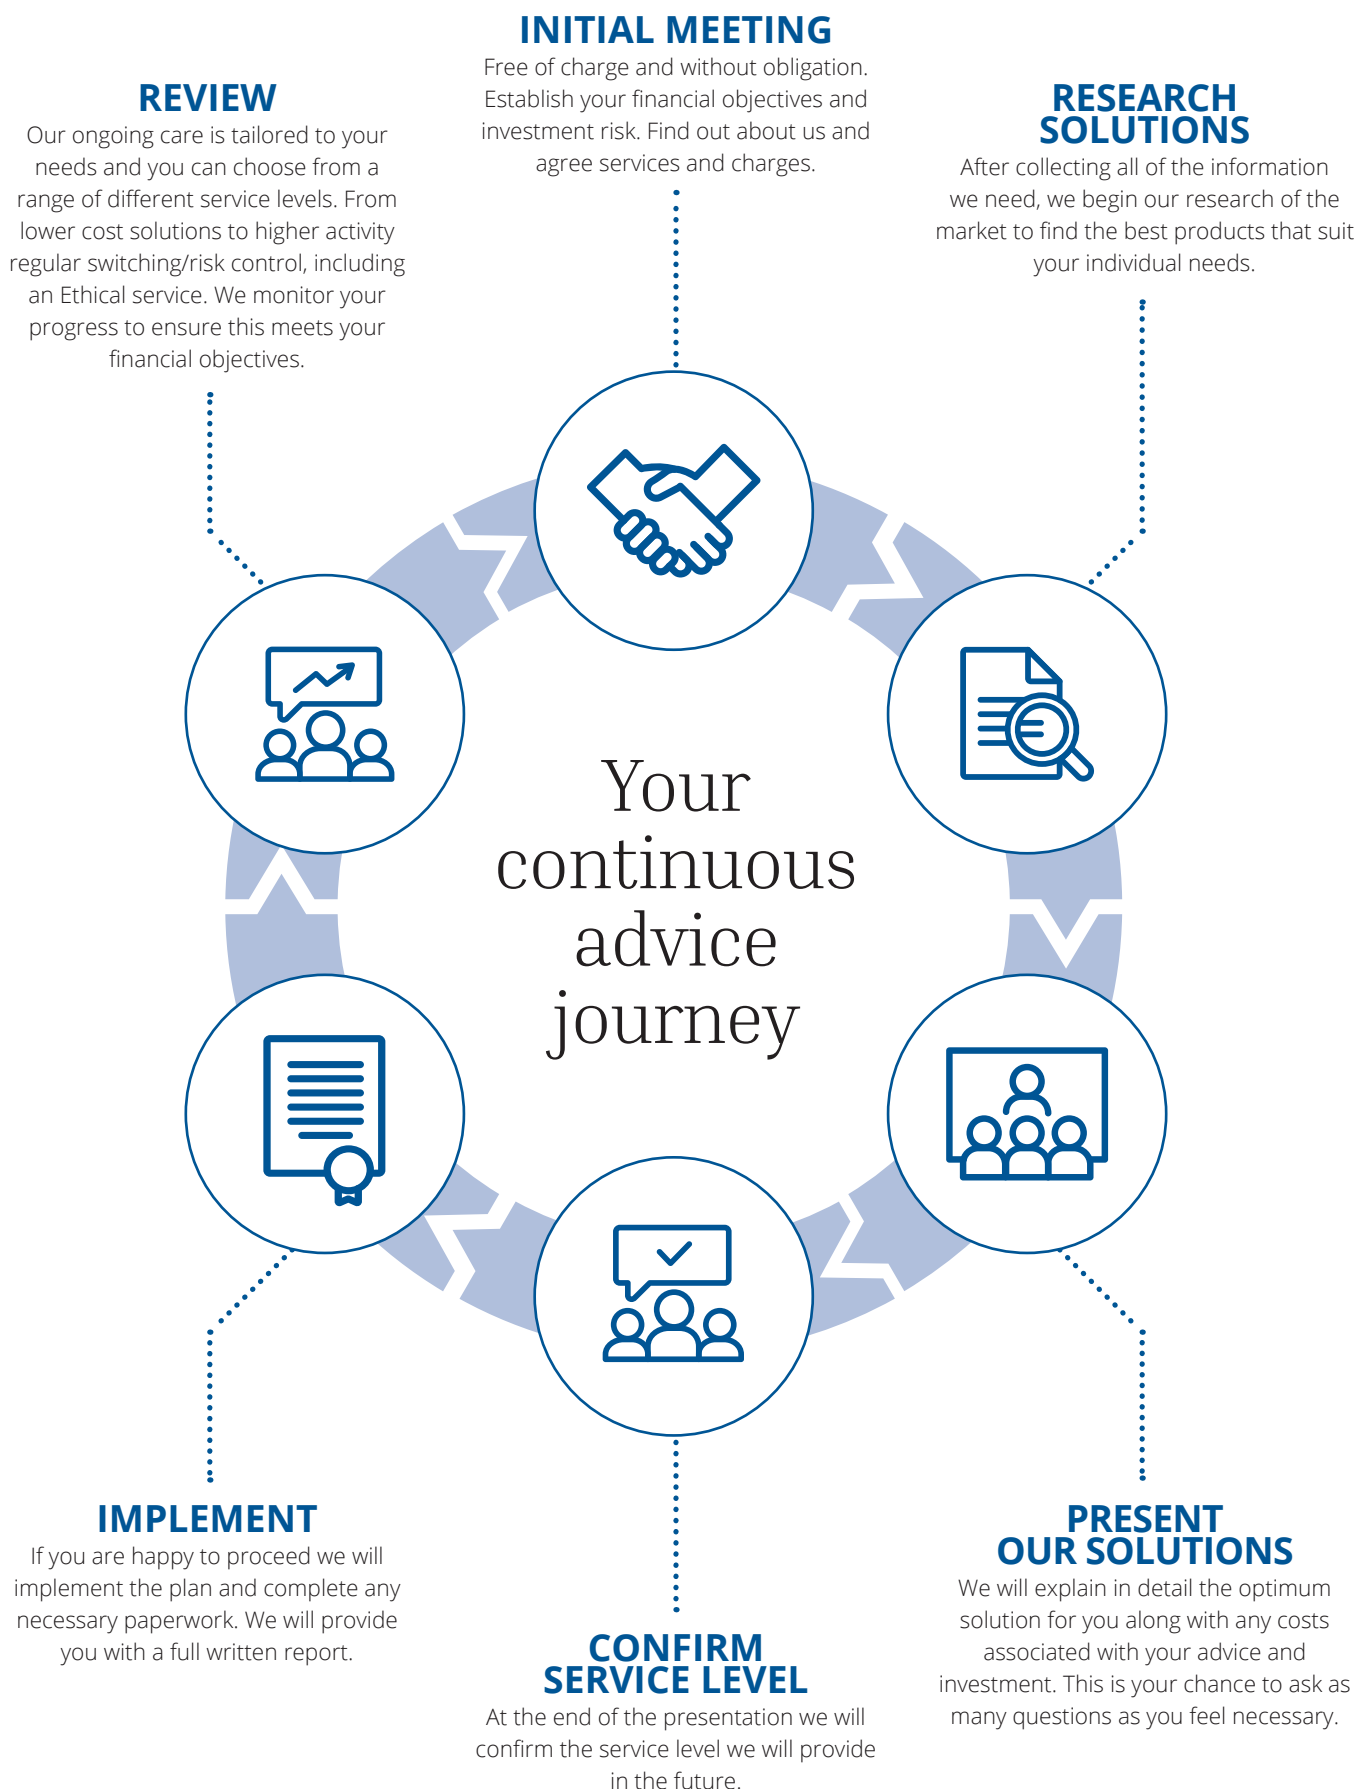 INITIAL MEETING
Free of charge and without obligation.
Establish your financial objectives and
investment risk. Find out about us and
agree services and charges.
RESEARCH
SOLUTIONS
After collecting all of the information
we need, we begin our research of the
market to find the best products that suit
your individual needs.
PRESENT
OUR SOLUTIONS
We will explain in detail the optimum
solution for you along with any costs
associated with your advice and
investment. This is your chance to ask as
many questions as you feel necessary.
CONFIRM
SERVICE LEVEL
At the end of the presentation we will
confirm the service level we will provide
in the future.
IMPLEMENT
If you are happy to proceed we will
implement the plan and complete any
necessary paperwork. We will provide
you with a full written report.
REVIEW
Our ongoing care is tailored to your
needs and you can choose from a
range of different service levels. From
lower cost solutions to higher activity
regular switching/risk control, including
an Ethical service. We monitor your
progress to ensure this meets your
financial objectives.
Your
continuous
advice
journey